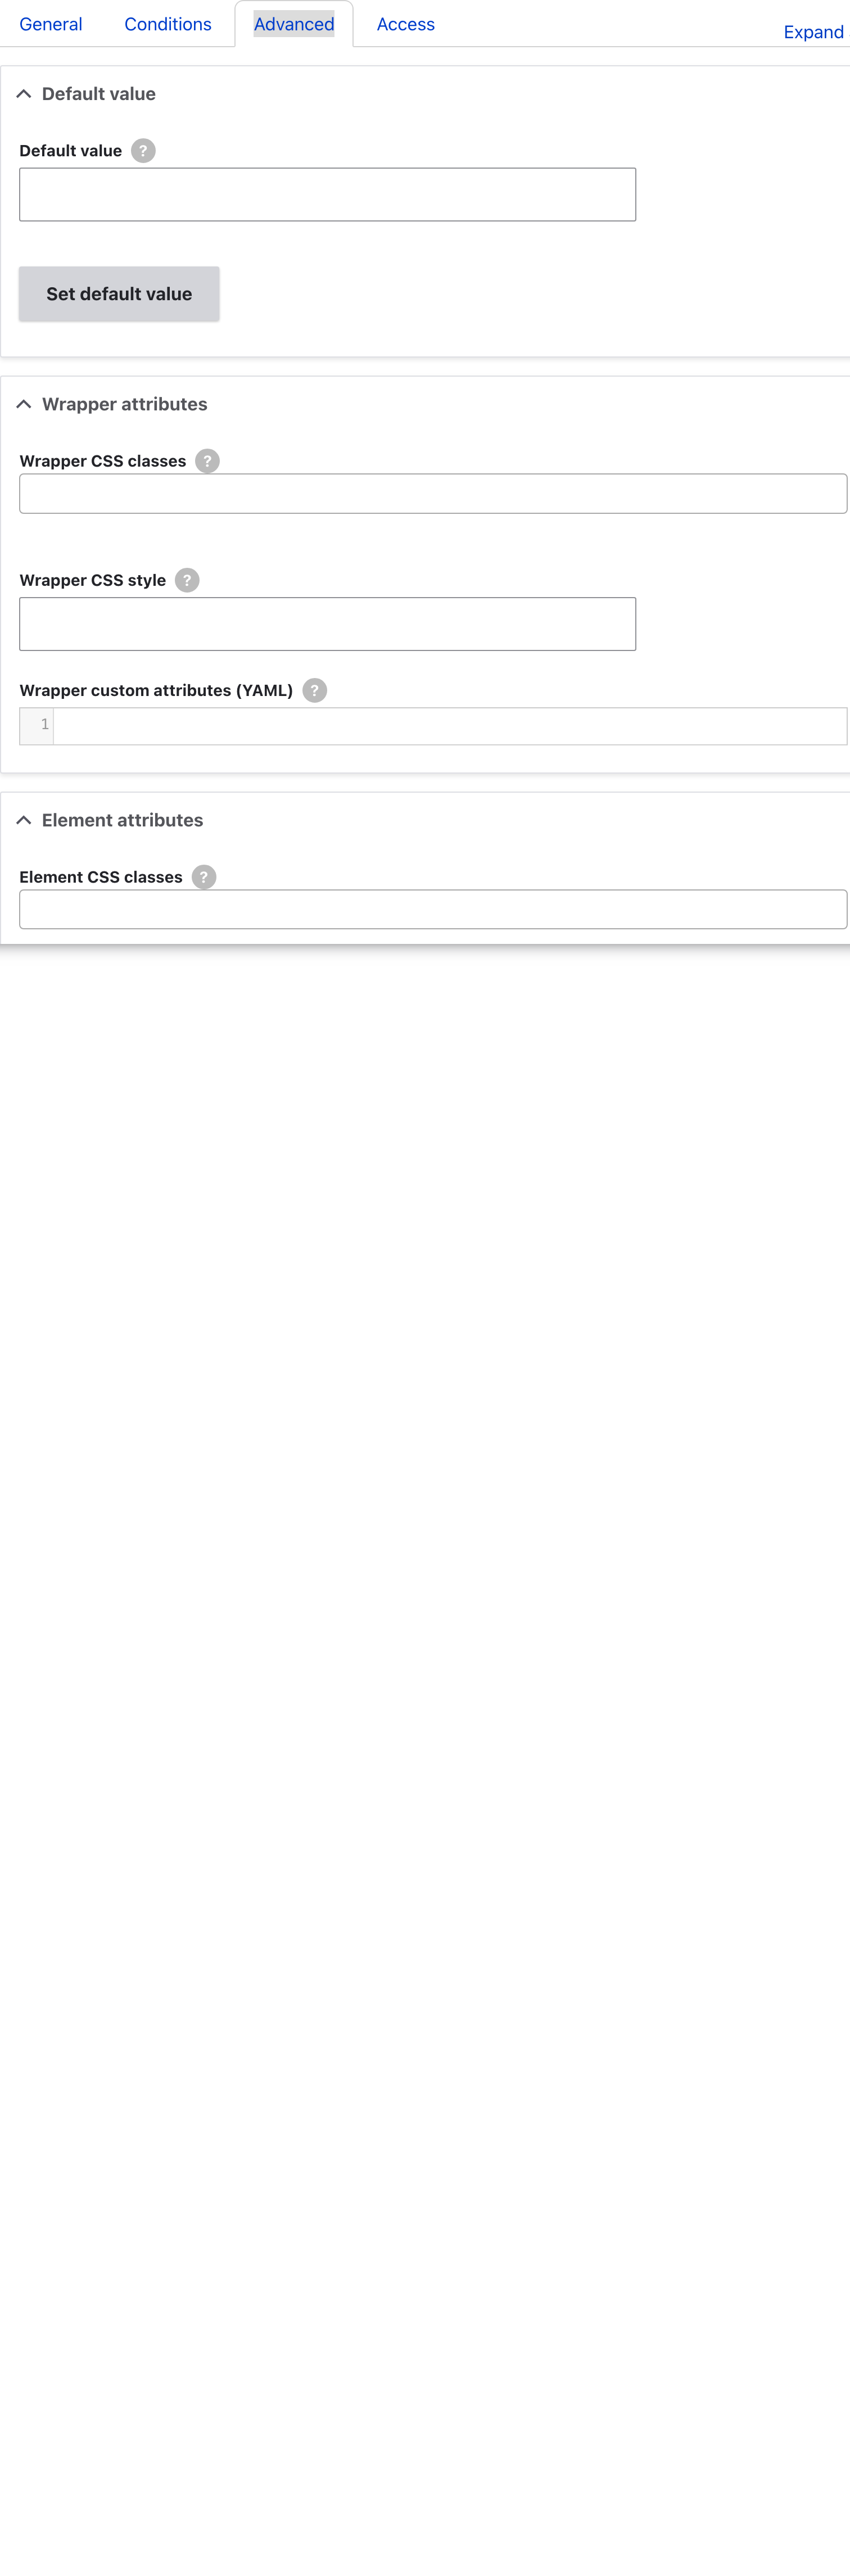 General Conditions Advanced Access Expand
Default value
Default value ?
Set default value
Wrapper attributes
Wrapper CSS classes ?
Wrapper CSS style ?
Wrapper custom attributes (YAML) ?
1
Element attributes
Element CSS classes ?